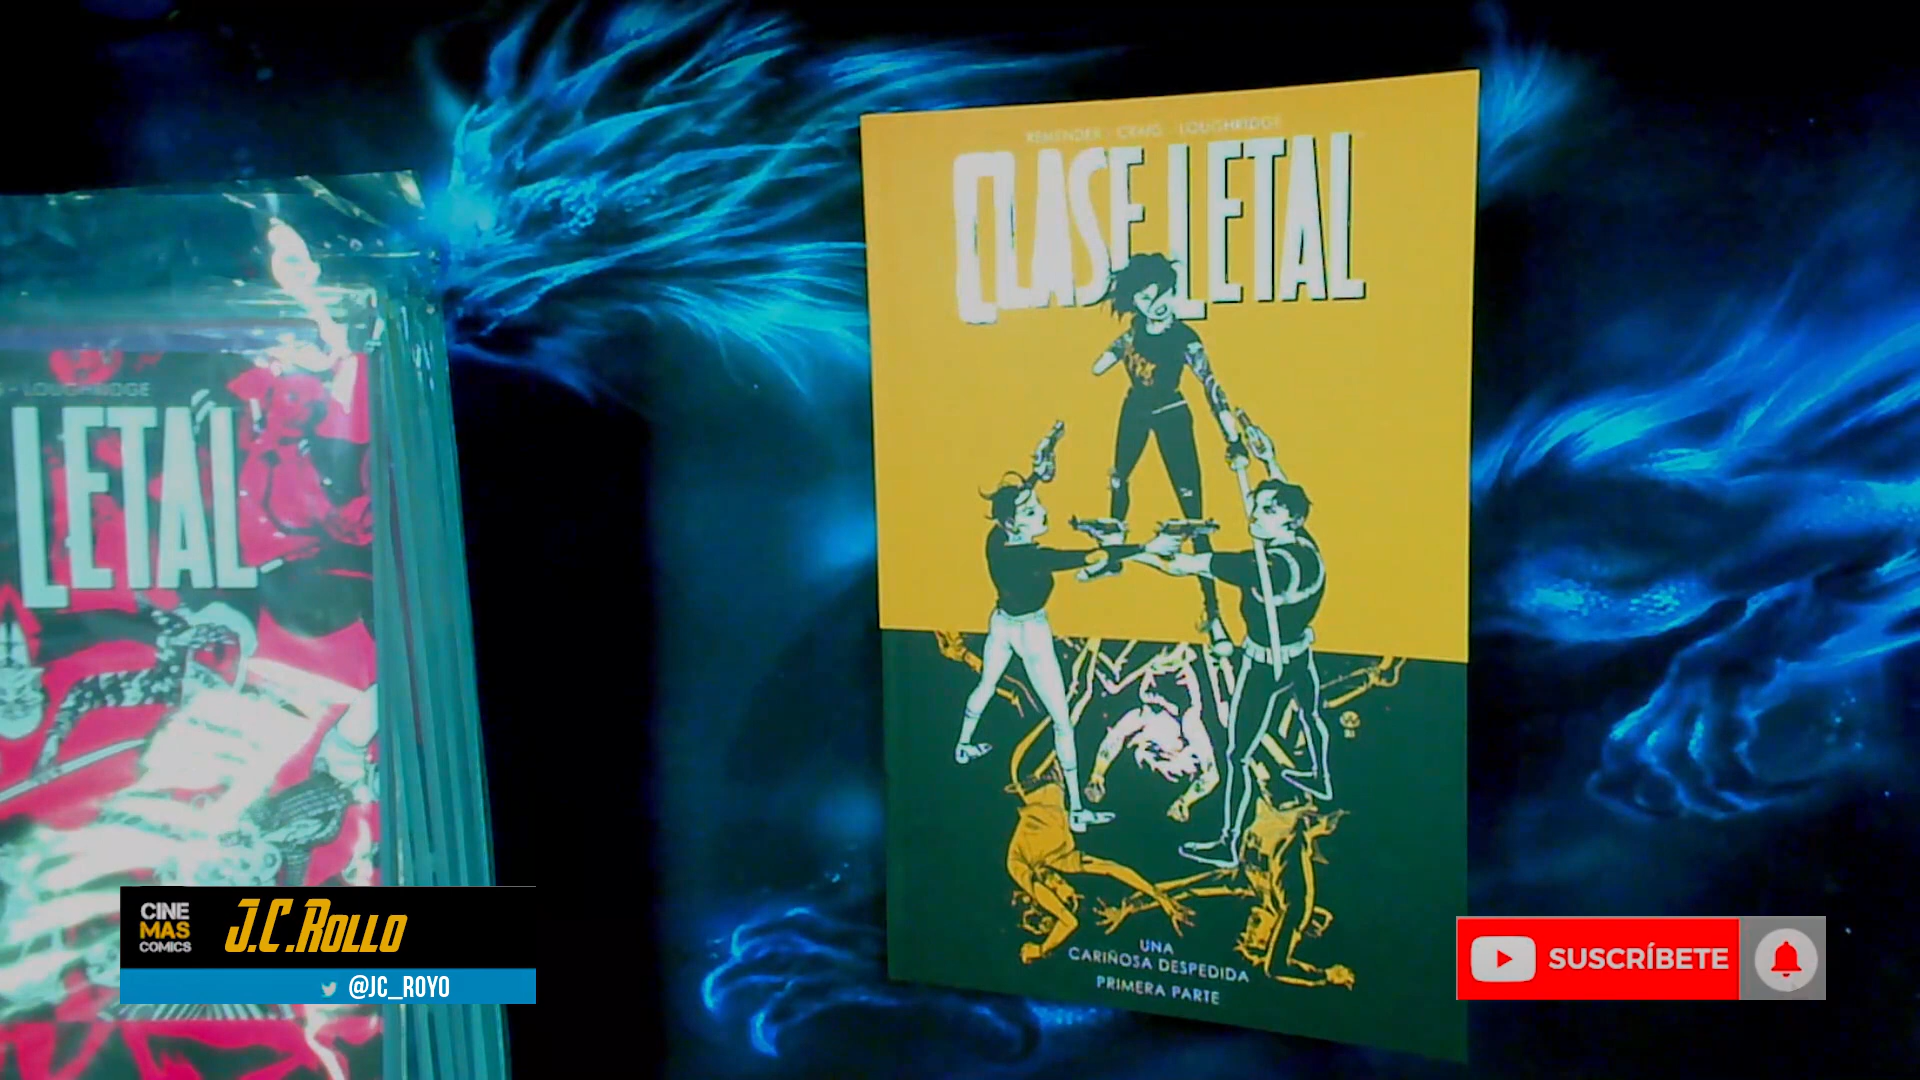 REMENDER · CRAIG · LOUGHRIDGE
CLASE LETAL
LOUGHRIDGE
LETAL
UNA
CARIÑOSA DESPEDIDA
PRIMERA PARTE
CINE
MAS
COMICS
J.C.ROLLO
@JC_ROYO
SUSCRÍBETE